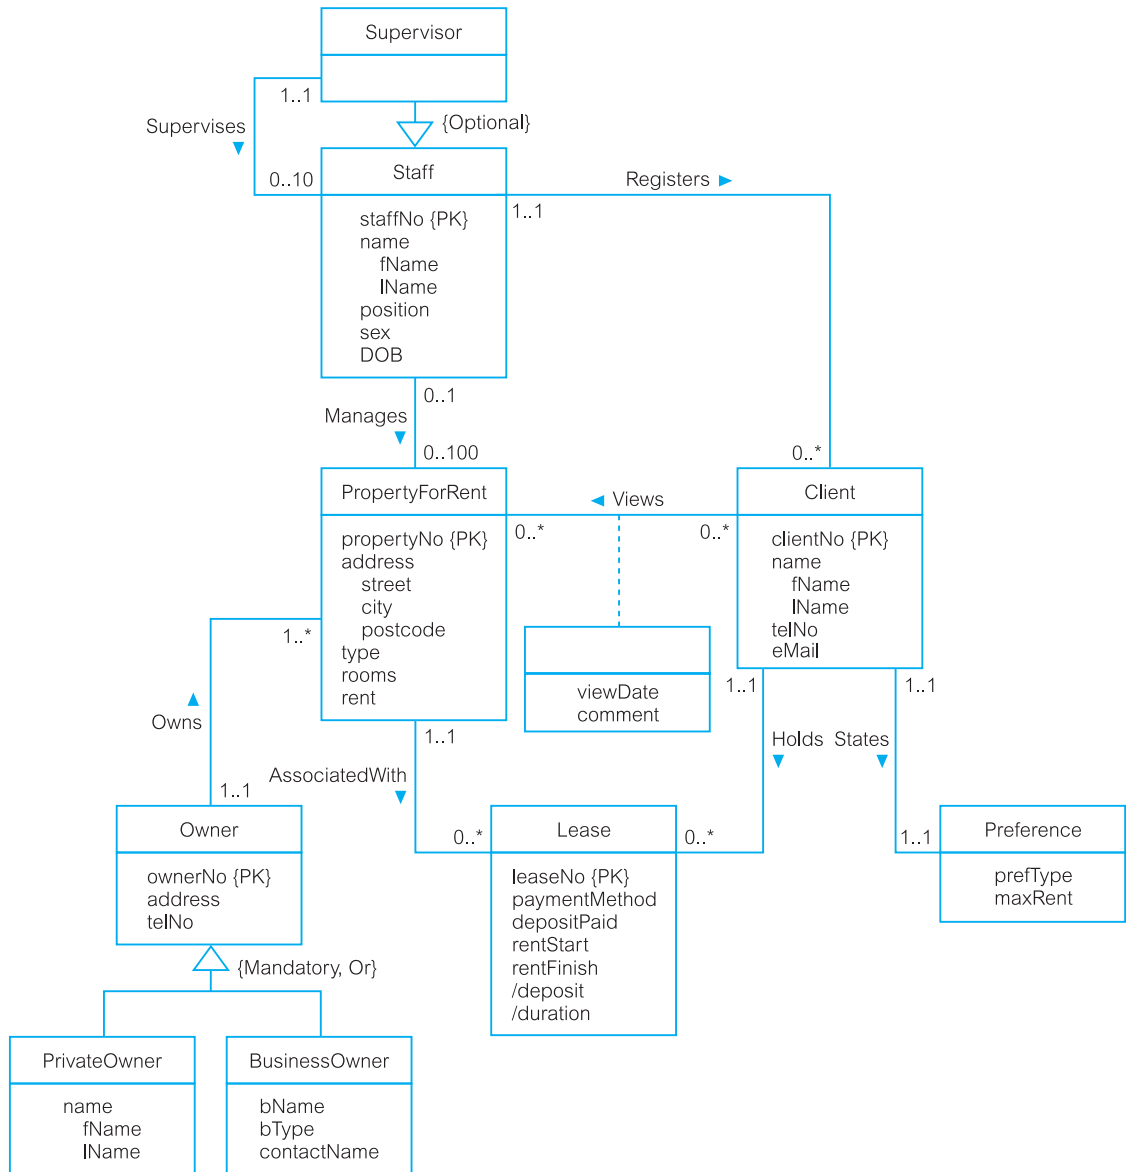 Supervisor
1..1
{Optional}
Supervises
0..10
Staff
Registers
1..1
staffNo {PK}
name
fName
lName
position
sex
DOB
0..1
Manages
0..100
0..*
PropertyForRent
Views
Client
0..*
0..*
propertyNo {PK}
address
street
city
postcode
type
rooms
rent
clientNo {PK}
name
fName
lName
telNo
eMail
1..*
viewDate
comment
1..1
1..1
Owns
1..1
Holds
States
AssociatedWith
1..1
Owner
0..*
Lease
0..*
1..1
Preference
ownerNo {PK}
address
telNo
leaseNo {PK}
paymentMethod
depositPaid
rentStart
rentFinish
/deposit
/duration
prefType
maxRent
{Mandatory, Or}
PrivateOwner
BusinessOwner
name
fName
lName
bName
bType
contactName